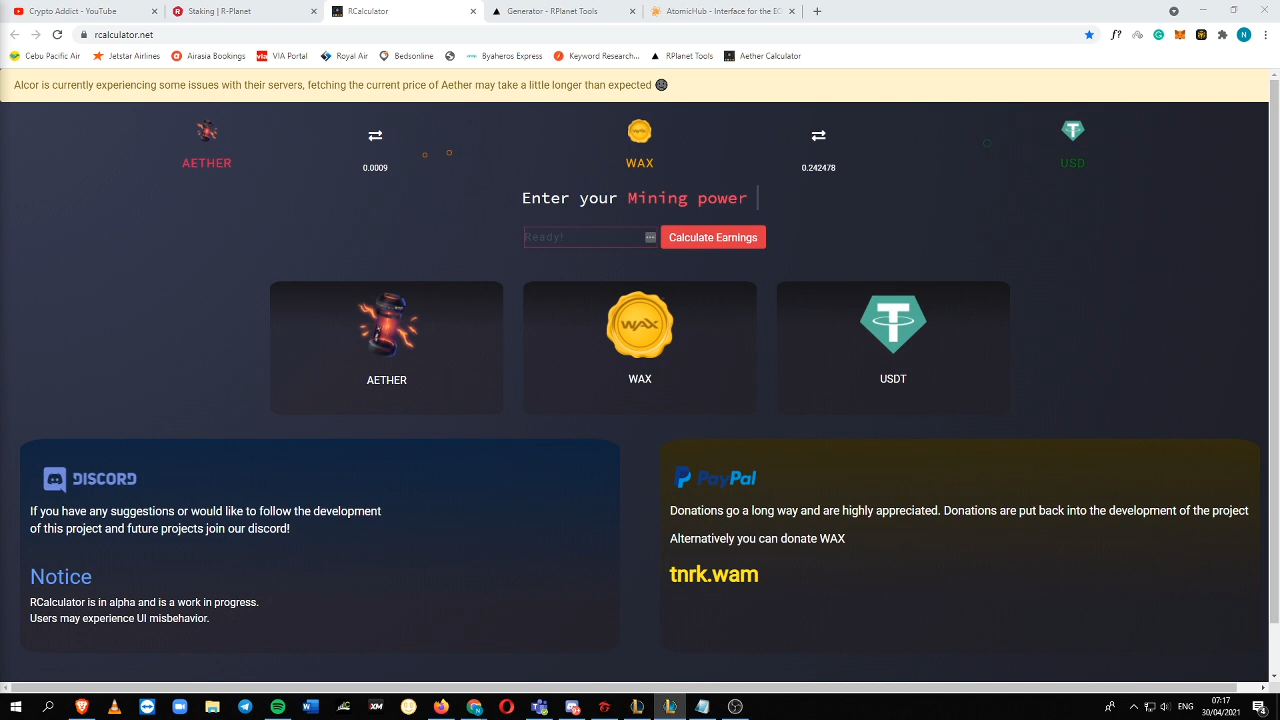 Crypto Addict - YouTube
Staking | R-Planet
RCalculator
Generator - RPlanet Tools
AtomicHub - Interface for the EO
rcalculator.net
f?
N
Cebu Pacific Air
Jetstar Airlines
Airasia Bookings
via
VIA Portal
Royal Air
Bedsonline
Byaheros Express
Keyword Research...
RPlanet Tools
Aether Calculator
Alcor is currently experiencing some issues with their servers, fetching the current price of Aether may take a little longer than expected
AETHER
0.0009
WAX
0.242478
USD
Enter your Mining power
Ready!
Calculate Earnings
AETHER
WAX
WAX
USDT
DISCORD
If you have any suggestions or would like to follow the development
of this project and future projects join our discord!
Notice
RCalculator is in alpha and is a work in progress.
Users may experience UI misbehavior.
PayPal
Donations go a long way and are highly appreciated. Donations are put back into the development of the project
Alternatively you can donate WAX
tnrk.wam
XM
ENG
07:17
30/04/2021